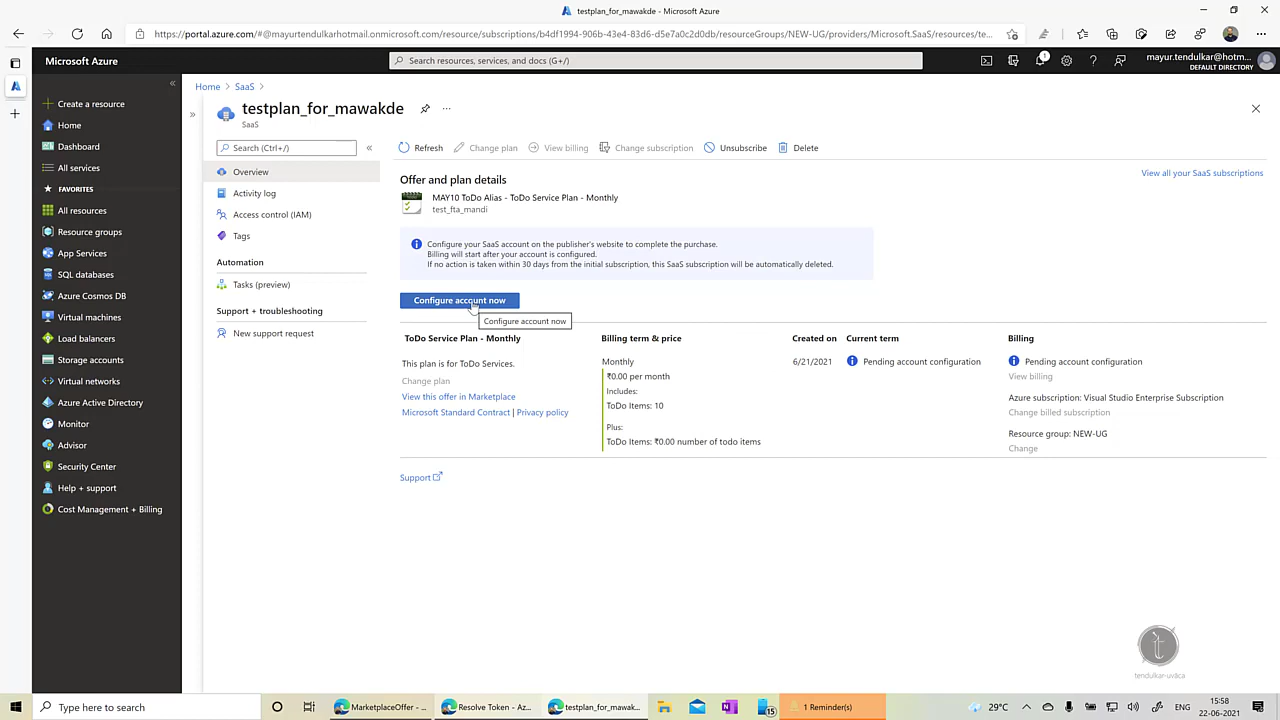 testplan_for_mawakde - Microsoft Azure
https://portal.azure.com/#@mayurtendulkarhotmail.onmicrosoft.com/resource/subscriptions/b4df1994-906b-43e4-83d6-d5e7a0c2d0db/resourceGroups/NEW-UG/providers/Microsoft.SaaS/resources/te...
Microsoft Azure
Search resources, services, and docs (G+/)
1
mayur.tendulkar@hotm...
DEFAULT DIRECTORY
Create a resource
Home
Dashboard
All services
FAVORITES
All resources
Resource groups
App Services
SQL databases
Azure Cosmos DB
Virtual machines
Load balancers
Storage accounts
Virtual networks
Azure Active Directory
Monitor
Advisor
Security Center
Help + support
Cost Management + Billing
Home > SaaS >
testplan_for_mawakde
SaaS
Search (Ctrl+/)
Overview
Activity log
Access control (IAM)
Tags
Automation
Tasks (preview)
Support + troubleshooting
New support request
Refresh
Change plan
View billing
Change subscription
Unsubscribe
Delete
Offer and plan details
View all your SaaS subscriptions
MAY10 ToDo Alias - ToDo Service Plan - Monthly
test_fta_mandi
Configure your SaaS account on the publisher's website to complete the purchase.
Billing will start after your account is configured.
If no action is taken within 30 days from the initial subscription, this SaaS subscription will be automatically deleted.
Configure account now
Configure account now
ToDo Service Plan - Monthly
This plan is for ToDo Services.
Change plan
View this offer in Marketplace
Microsoft Standard Contract | Privacy policy
Billing term & price
Monthly
₹0.00 per month
Includes:
ToDo Items: 10
Plus:
ToDo Items: ₹0.00 number of todo items
Created on
6/21/2021
Current term
Pending account configuration
Billing
Pending account configuration
View billing
Azure subscription: Visual Studio Enterprise Subscription
Change billed subscription
Resource group: NEW-UG
Change
Support
t
tendulkar-uvāca
Type here to search
MarketplaceOffer - ...
Resolve Token - Az...
testplan_for_mawak...
15
1 Reminder(s)
29°C
ENG
15:58
22-06-2021